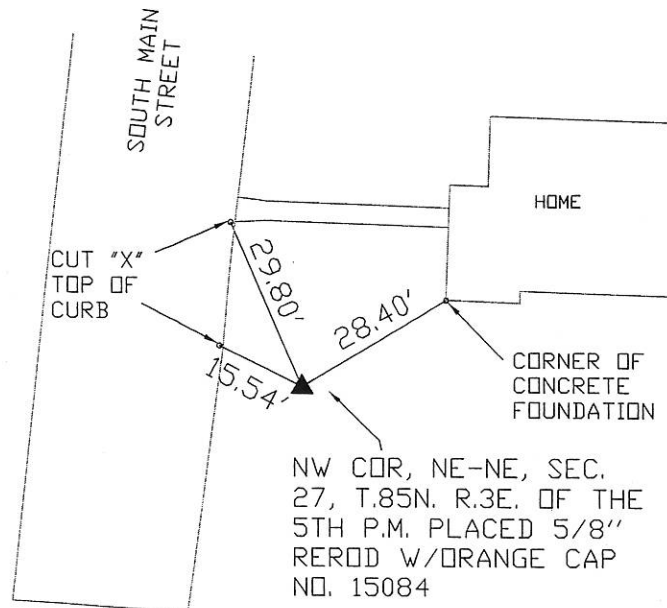 SOUTH MAIN
STREET
HOME
CUT "X"
TOP OF
CURB
29.80'
28.40'
15.54'
CORNER OF
CONCRETE
FOUNDATION
NW COR, NE-NE, SEC.
27, T.85N. R.3E. OF THE
5TH P.M. PLACED 5/8"
REROD W/ORANGE CAP
NO. 15084